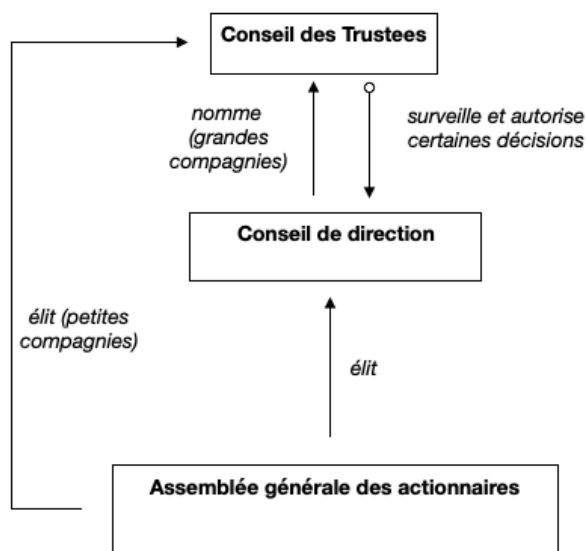 Conseil des Trustees
nomme
(grandes
compagnies)
surveille et autorise
certaines décisions
Conseil de direction
élit (petites
compagnies)
élit
Assemblée générale des actionnaires